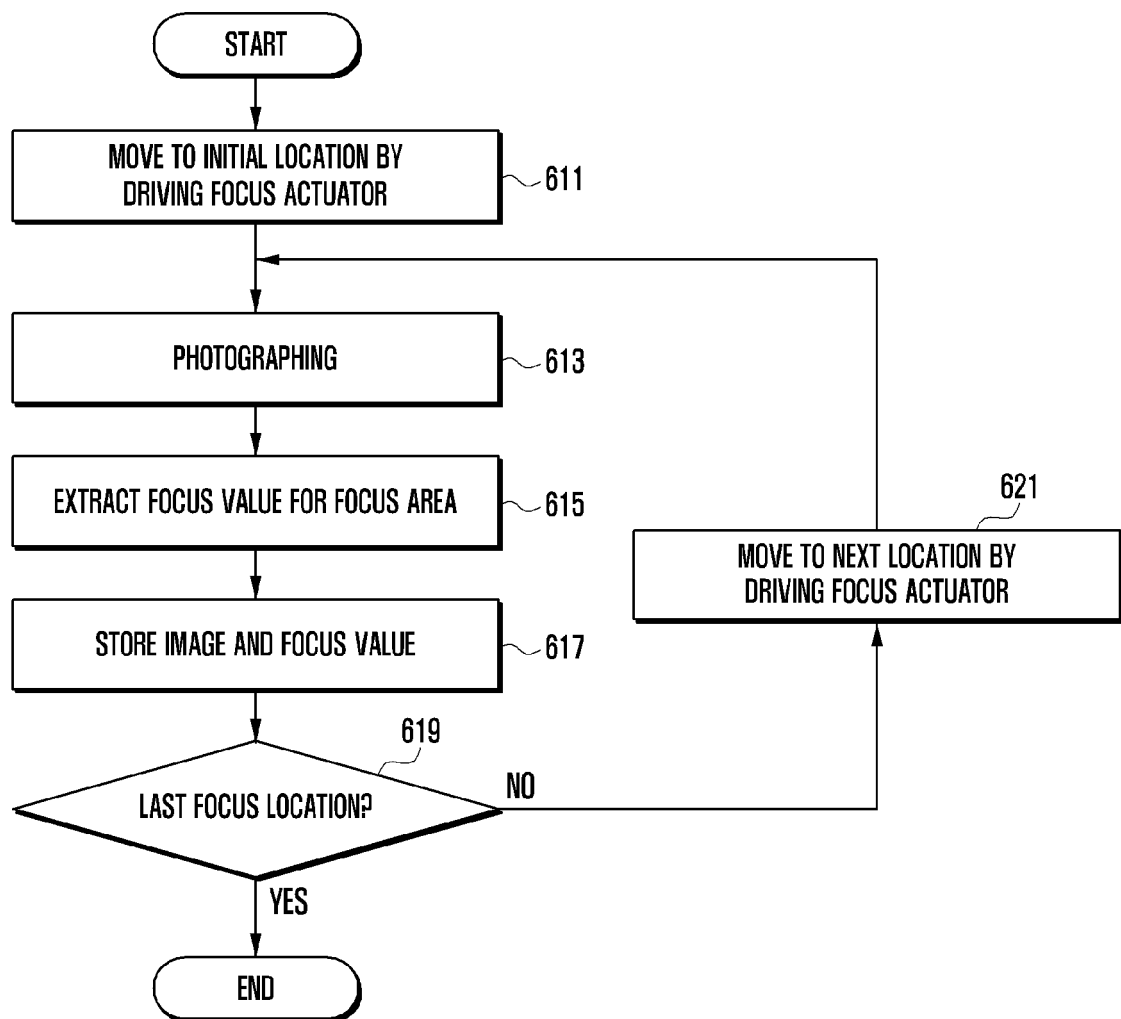 START
MOVE TO INITIAL LOCATION BY
DRIVING FOCUS ACTUATOR
611
PHOTOGRAPHING
613
EXTRACT FOCUS VALUE FOR FOCUS AREA
615
621
MOVE TO NEXT LOCATION BY
DRIVING FOCUS ACTUATOR
STORE IMAGE AND FOCUS VALUE
617
619
LAST FOCUS LOCATION?
NO
YES
END